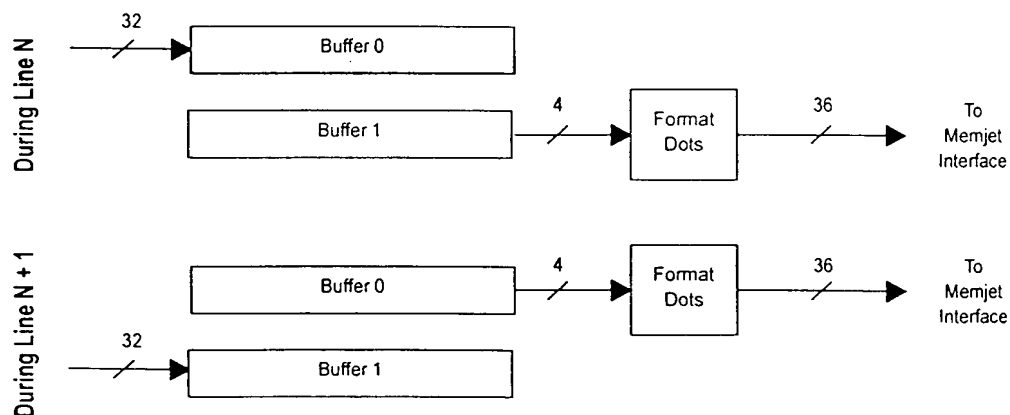 During Line N
32
Buffer 0
Buffer 1
4
Format
Dots
36
To
Memjet
Interface
During Line N + 1
Buffer 0
4
Format
Dots
36
To
Memjet
Interface
32
Buffer 1